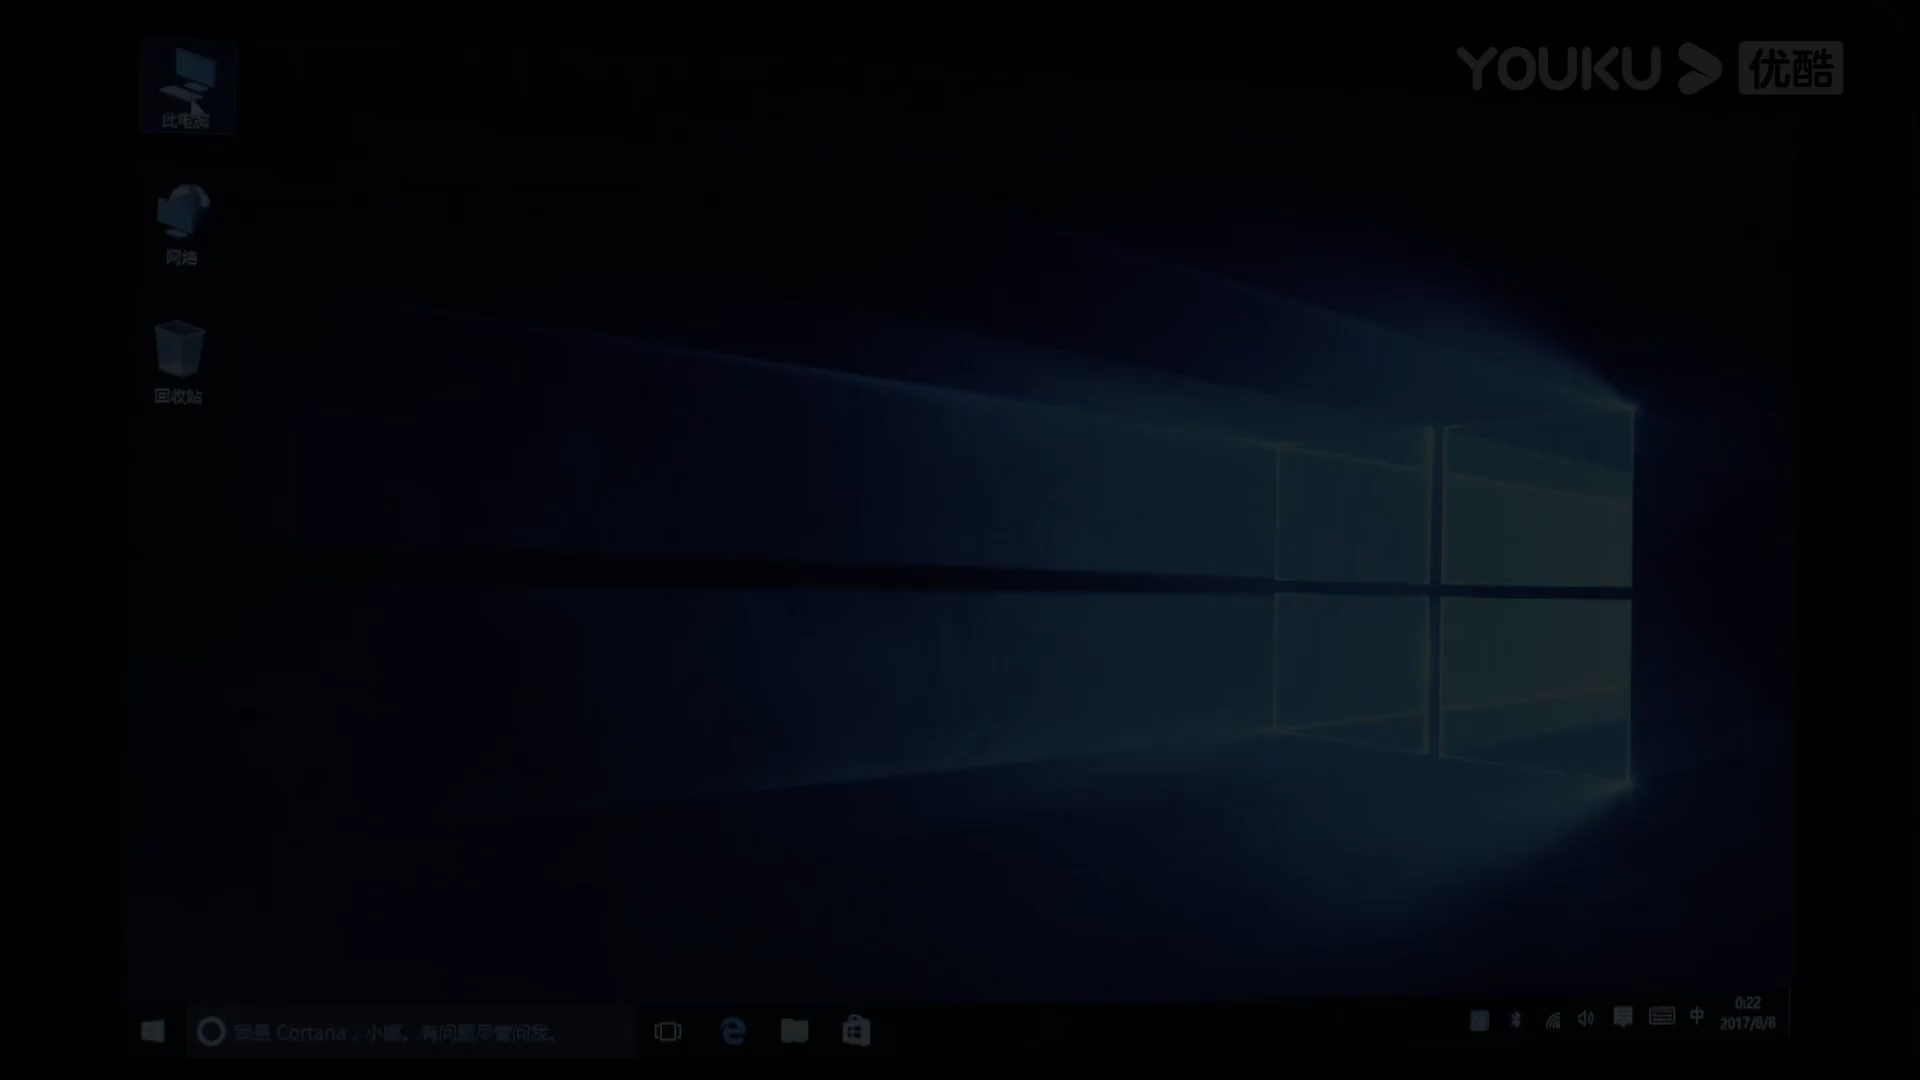 YOUKU 优酷
此电脑
网络
回收站
我是 Cortana，小娜。有问题尽管问我。
中
0:22
2017/8/8